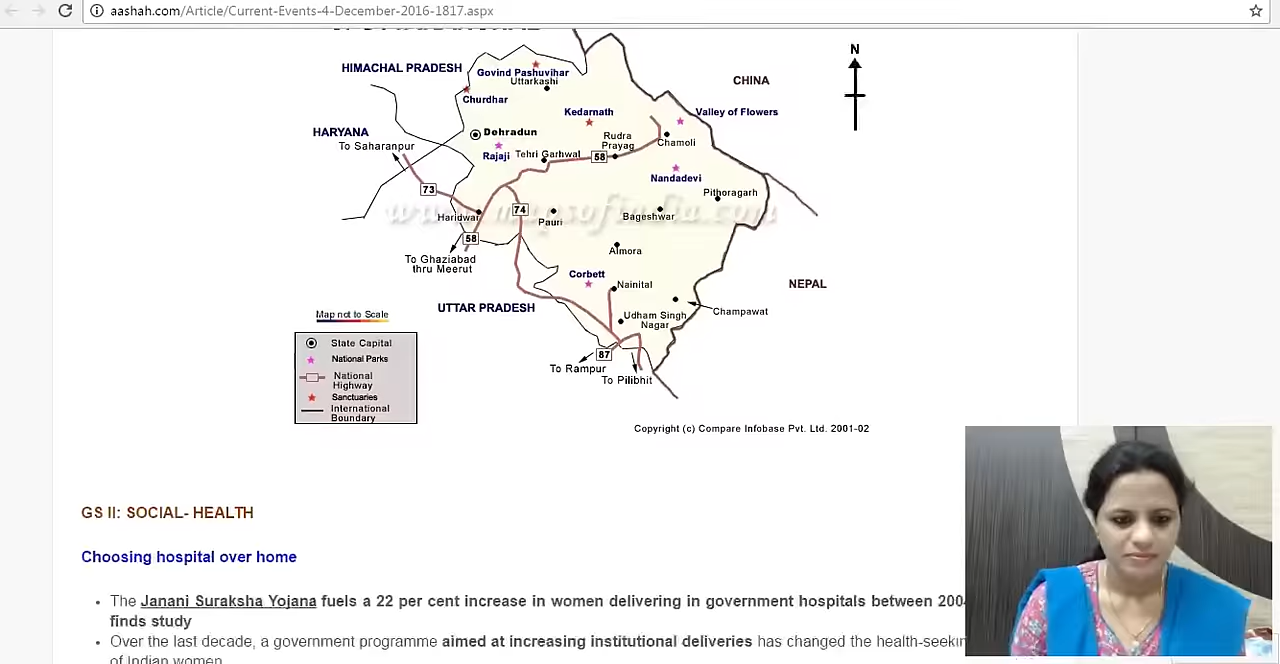 aashah.com/Article/Current-Events-4-December-2016-1817.aspx
N
HIMACHAL PRADESH
Govind Pashuvihar
Uttarkashi
CHINA
Churdhar
Kedarnath
Valley of Flowers
HARYANA
Dehradun
Rudra
Prayag
Chamoli
To Saharanpur
Rajaji
Tehri Garhwal
58
Nandadevi
73
Pithoragarh
www.mapsofindia.com
Haridwar
74
Pauri
Bageshwar
58
Almora
To Ghaziabad
thru Meerut
Corbett
Nainital
NEPAL
UTTAR PRADESH
Champawat
Map not to Scale
Udham Singh
Nagar
State Capital
87
National Parks
To Rampur
To Pilibhit
National
Highway
Sanctuaries
International
Boundary
Copyright (c) Compare Infobase Pvt. Ltd. 2001-02
GS II: SOCIAL- HEALTH
Choosing hospital over home
• The Janani Suraksha Yojana fuels a 22 per cent increase in women delivering in government hospitals between
finds study
• Over the last decade, a government programme aimed at increasing institutional deliveries has changed the
of Indian women